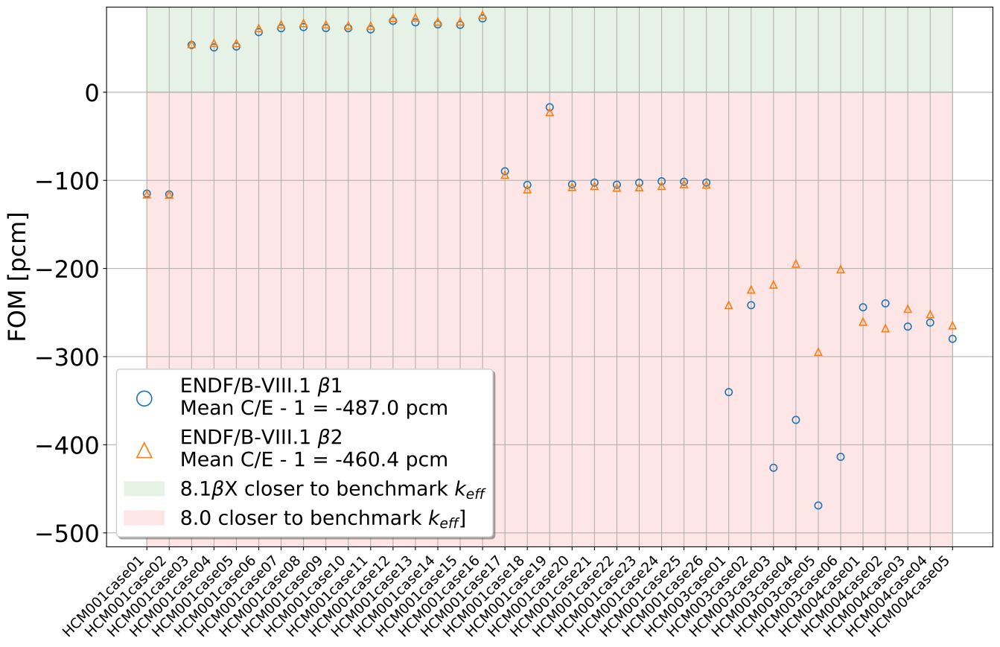 FOM [pcm]
0
−100
−200
−300
−400
−500
ENDF/B-VIII.1 β1
Mean C/E - 1 = -487.0 pcm
ENDF/B-VIII.1 β2
Mean C/E - 1 = -460.4 pcm
8.1βX closer to benchmark keff
8.0 closer to benchmark keff]
HCM001case01
HCM001case02
HCM001case03
HCM001case04
HCM001case05
HCM001case06
HCM001case07
HCM001case08
HCM001case09
HCM001case10
HCM001case11
HCM001case12
HCM001case13
HCM001case14
HCM001case15
HCM001case16
HCM001case17
HCM001case18
HCM001case19
HCM001case20
HCM001case21
HCM001case22
HCM001case23
HCM001case24
HCM001case25
HCM001case26
HCM003case01
HCM003case02
HCM003case03
HCM003case04
HCM003case05
HCM003case06
HCM004case01
HCM004case02
HCM004case03
HCM004case04
HCM004case05